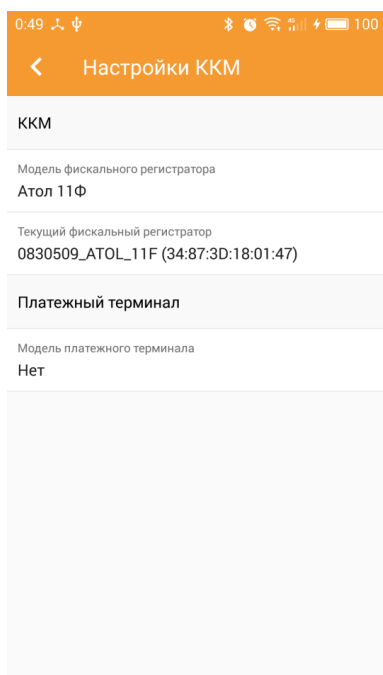 0:49 4G 100
Настройки ККМ
ККМ
Модель фискального регистратора
Атол 11Ф
Текущий фискальный регистратор
0830509_ATOL_11F (34:87:3D:18:01:47)
Платежный терминал
Модель платежного терминала
Нет